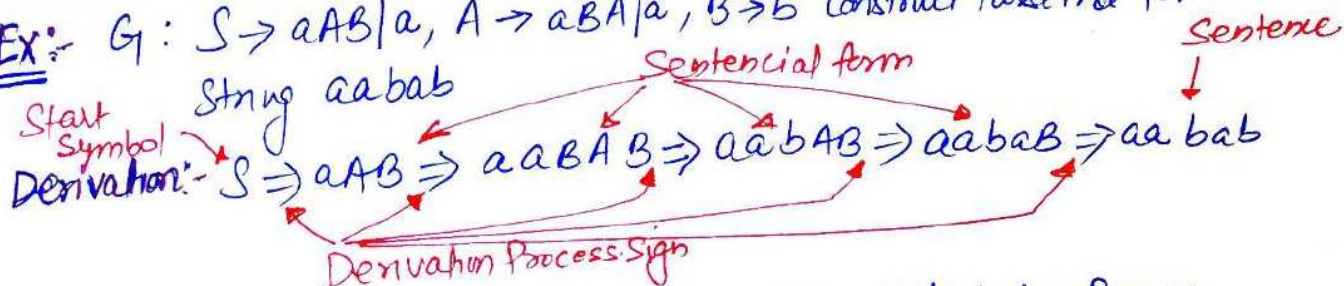 Ex:- G : S → aAB|a, A → aBA|a, B → b construct
Sentence
Sentencial form
String aabab
Start
Symbol
Derivation:- S ⇒ aAB ⇒ aaBAB ⇒ aabAB ⇒ aabaB ⇒ aabab
Derivation Process Sign